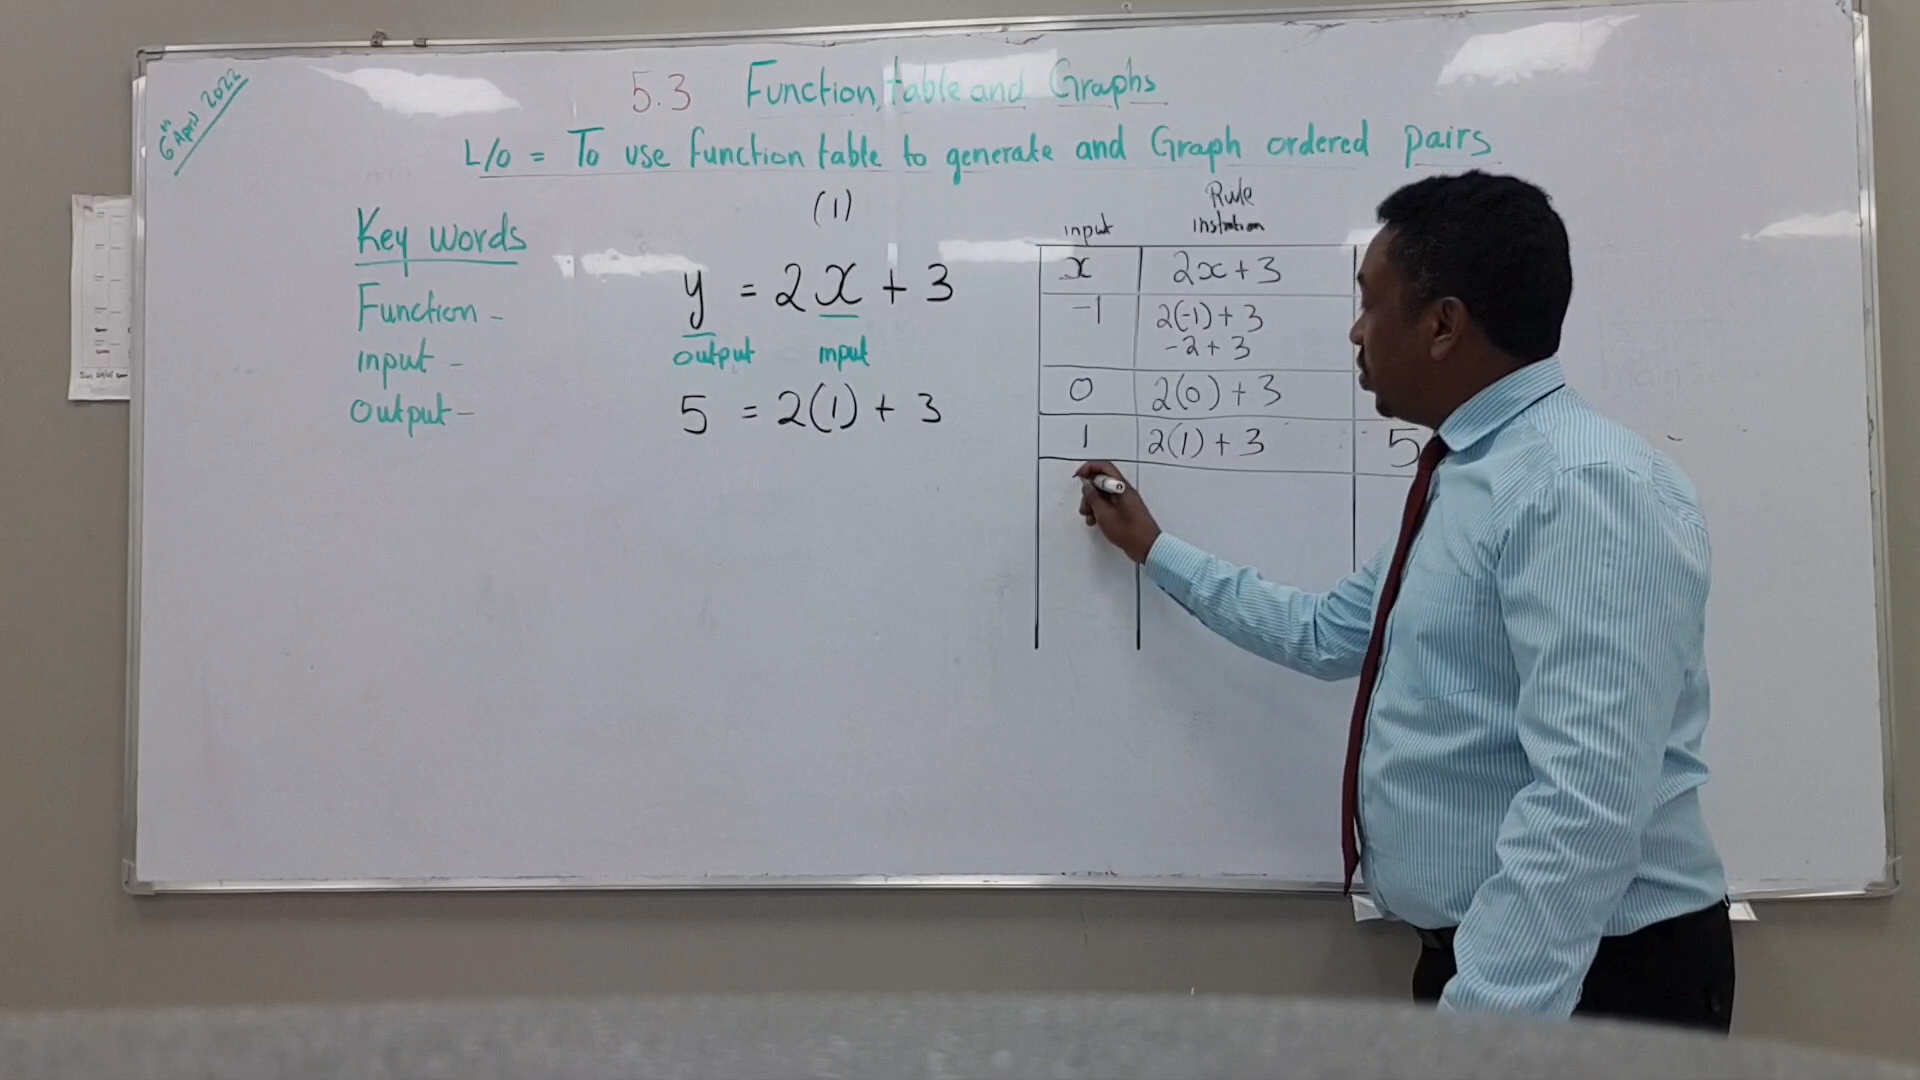 6th April 2022
5.3 Function, table and Graphs
L/o = To use function table to generate and Graph ordered pairs
Key words
Function -
input -
output -
(1)
y = 2x + 3
output input
5 = 2(1) + 3
Rule
input Instration
x 2x+3
-1 2(-1) + 3
-2 + 3
0 2(0) + 3
1 2(1) + 3 5